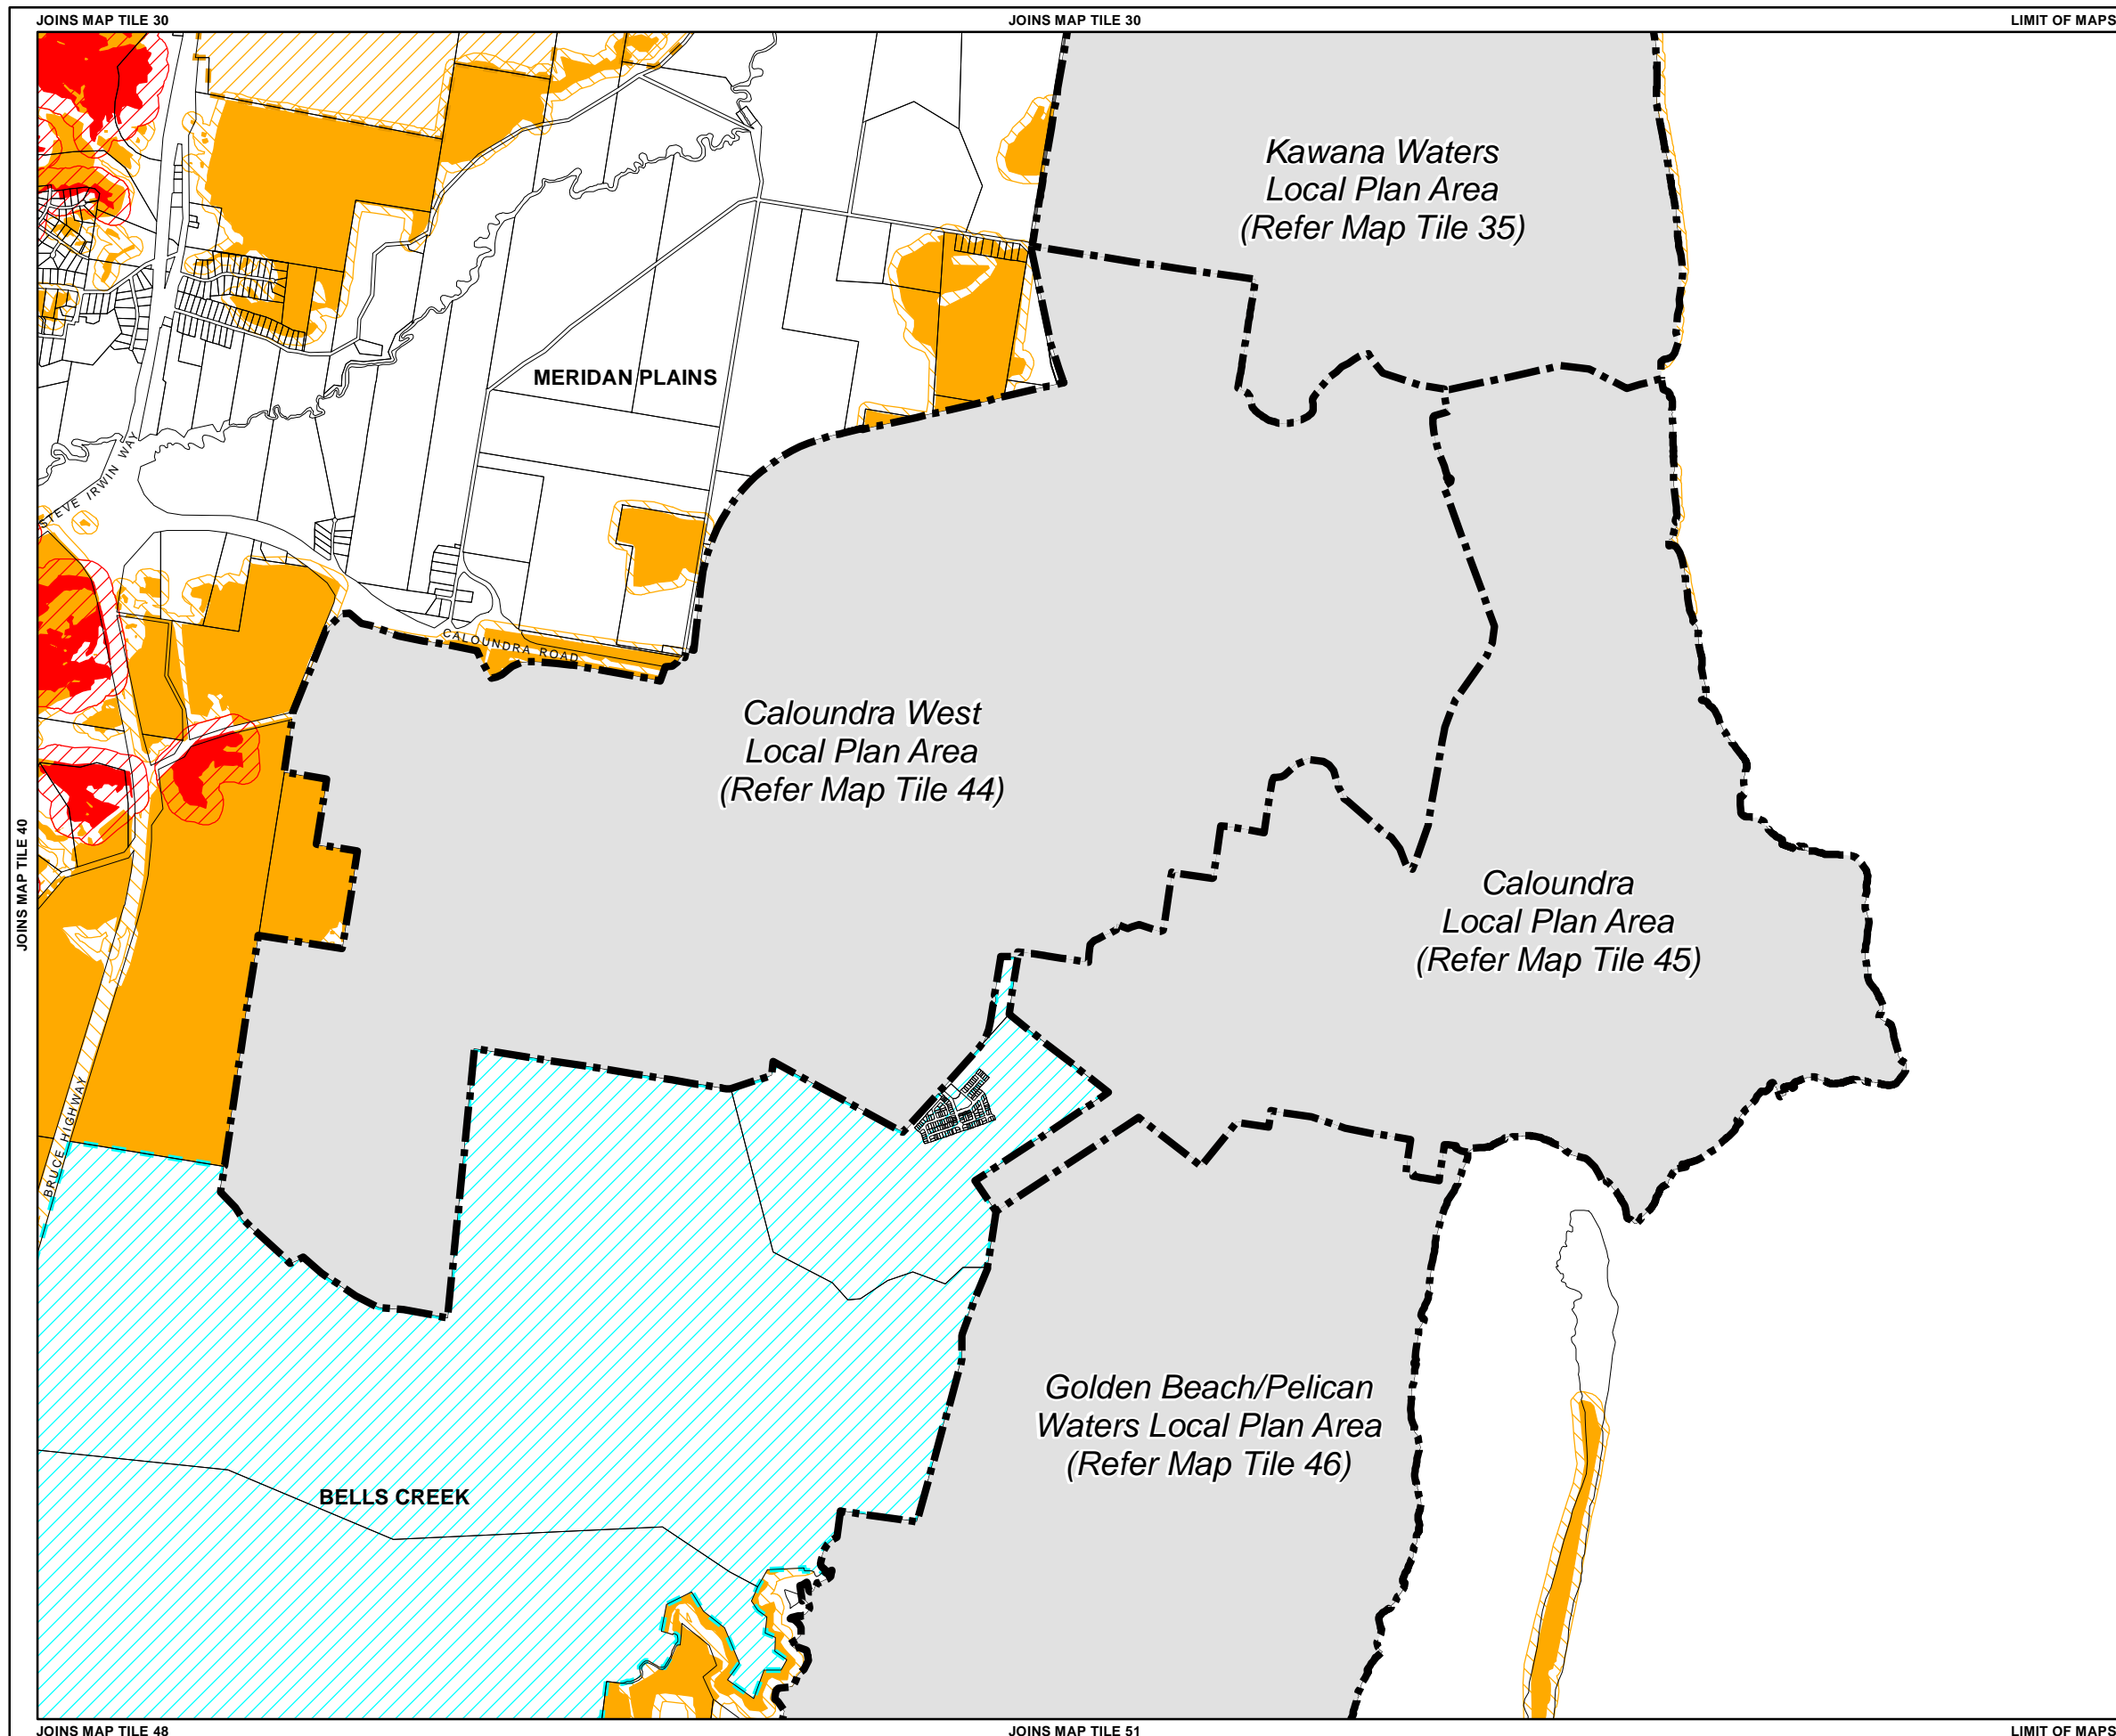 JOINS MAP TILE 30
JOINS MAP TILE 30
LIMIT OF MAPS
Kawana Waters
Local Plan Area
(Refer Map Tile 35)
MERIDAN PLAINS
STEVE IRWIN WAY
CALOUNDRA ROAD
Caloundra West
Local Plan Area
(Refer Map Tile 44)
JOINS MAP TILE 40
Caloundra
Local Plan Area
(Refer Map Tile 45)
BRUCE HIGHWAY
Golden Beach/Pelican
Waters Local Plan Area
(Refer Map Tile 46)
BELLS CREEK
JOINS MAP TILE 48
JOINS MAP TILE 51
LIMIT OF MAPS